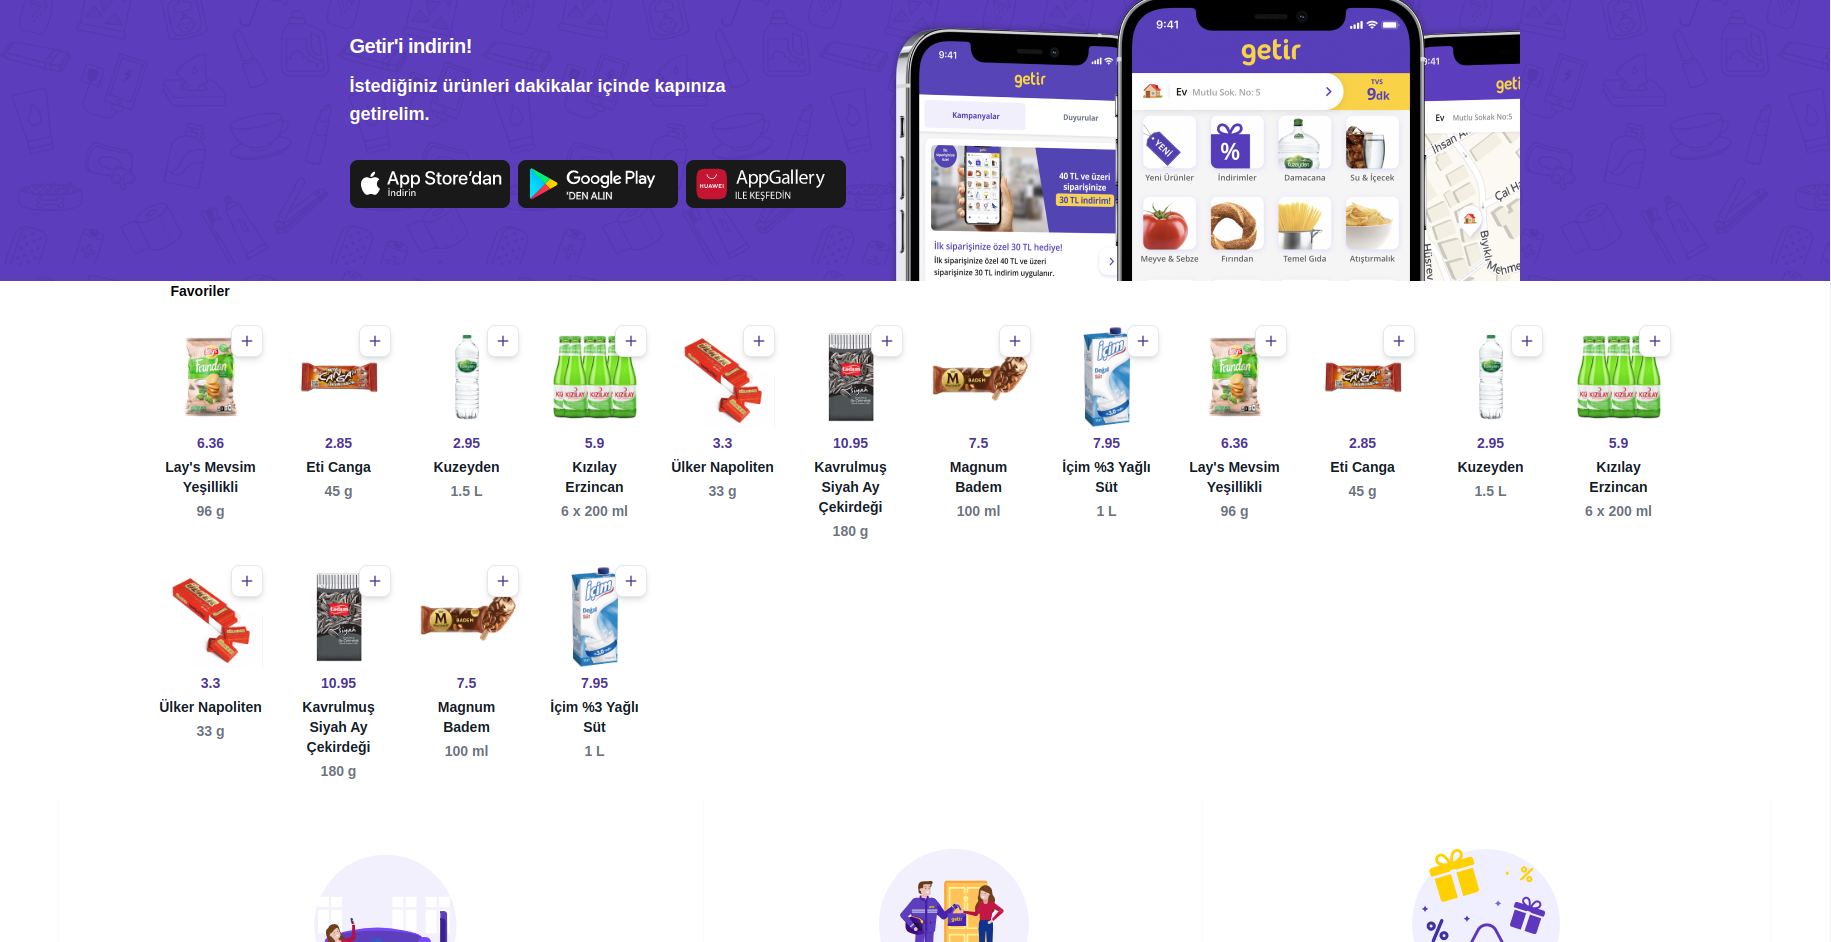 Getir'i indirin!
İstediğiniz ürünleri dakikalar içinde kapınıza
getirelim.
App Store'dan
İndirin
Google Play
'DEN ALIN
HUAWEI
AppGallery
İLE KEŞFEDİN
9:41
getir
Kampanyalar
Duyurular
40 TL ve üzeri
siparişinize
30 TL indirim!
İlk siparişinize özel 30 TL hediye!
İlk siparişinize özel 40 TL ve üzeri
siparişinize 30 TL indirim uygulanır.
9:41
getir
Ev Mutlu Sok. No: 5
TVS
9dk
YENİ
%
Kuzeyden
Yeni Ürünler
İndirimler
Damacana
Su & İçecek
Meyve & Sebze
Fırından
Temel Gıda
Atıştırmalık
9:41
geti
Ev Mutlu Sokak No:5
Çal Ha
Bıyıklı
Favoriler
6.36
2.85
2.95
5.9
3.3
10.95
7.5
7.95
6.36
2.85
2.95
5.9
Lay's Mevsim
Yeşillikli
96 g
Eti Canga
45 g
Kuzeyden
1.5 L
Kızılay
Erzincan
6 x 200 ml
Ülker Napoliten
33 g
Kavrulmuş
Siyah Ay
Çekirdeği
180 g
Magnum
Badem
100 ml
İçim %3 Yağlı
Süt
1 L
Lay's Mevsim
Yeşillikli
96 g
Eti Canga
45 g
Kuzeyden
1.5 L
Kızılay
Erzincan
6 x 200 ml
3.3
10.95
7.5
7.95
Ülker Napoliten
33 g
Kavrulmuş
Siyah Ay
Çekirdeği
180 g
Magnum
Badem
100 ml
İçim %3 Yağlı
Süt
1 L
getir